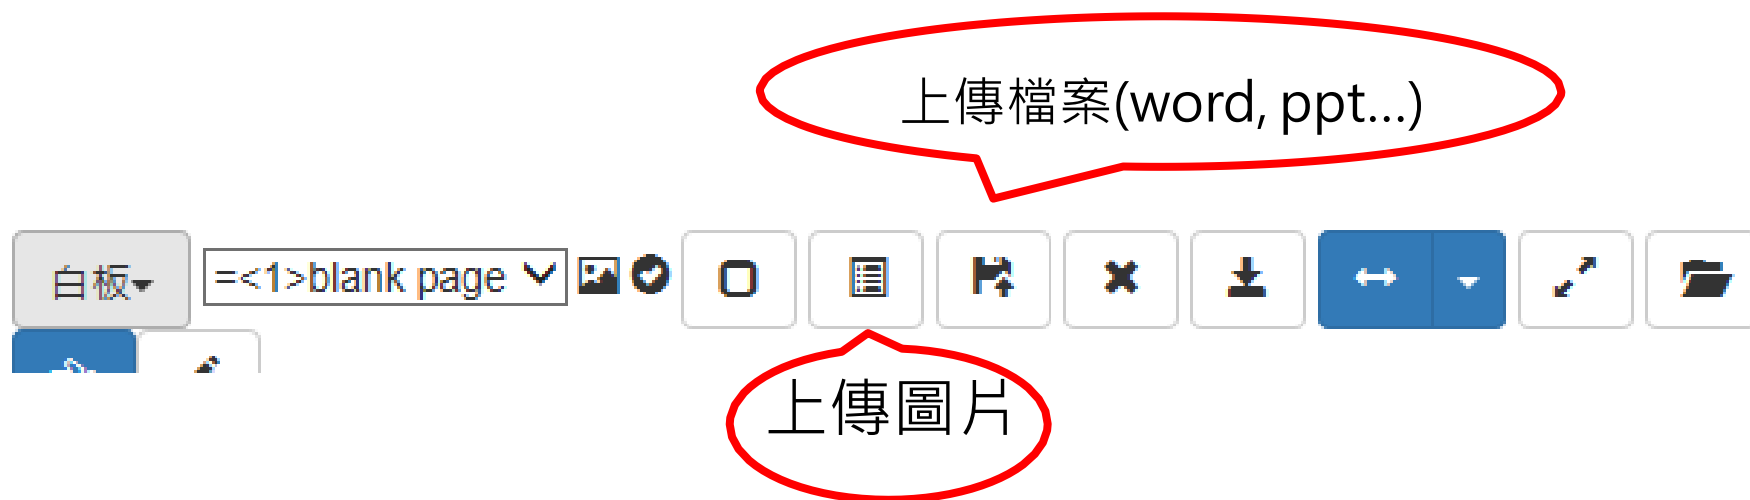 上傳檔案(word, ppt...)
白板
=<1>blank page
上傳圖片